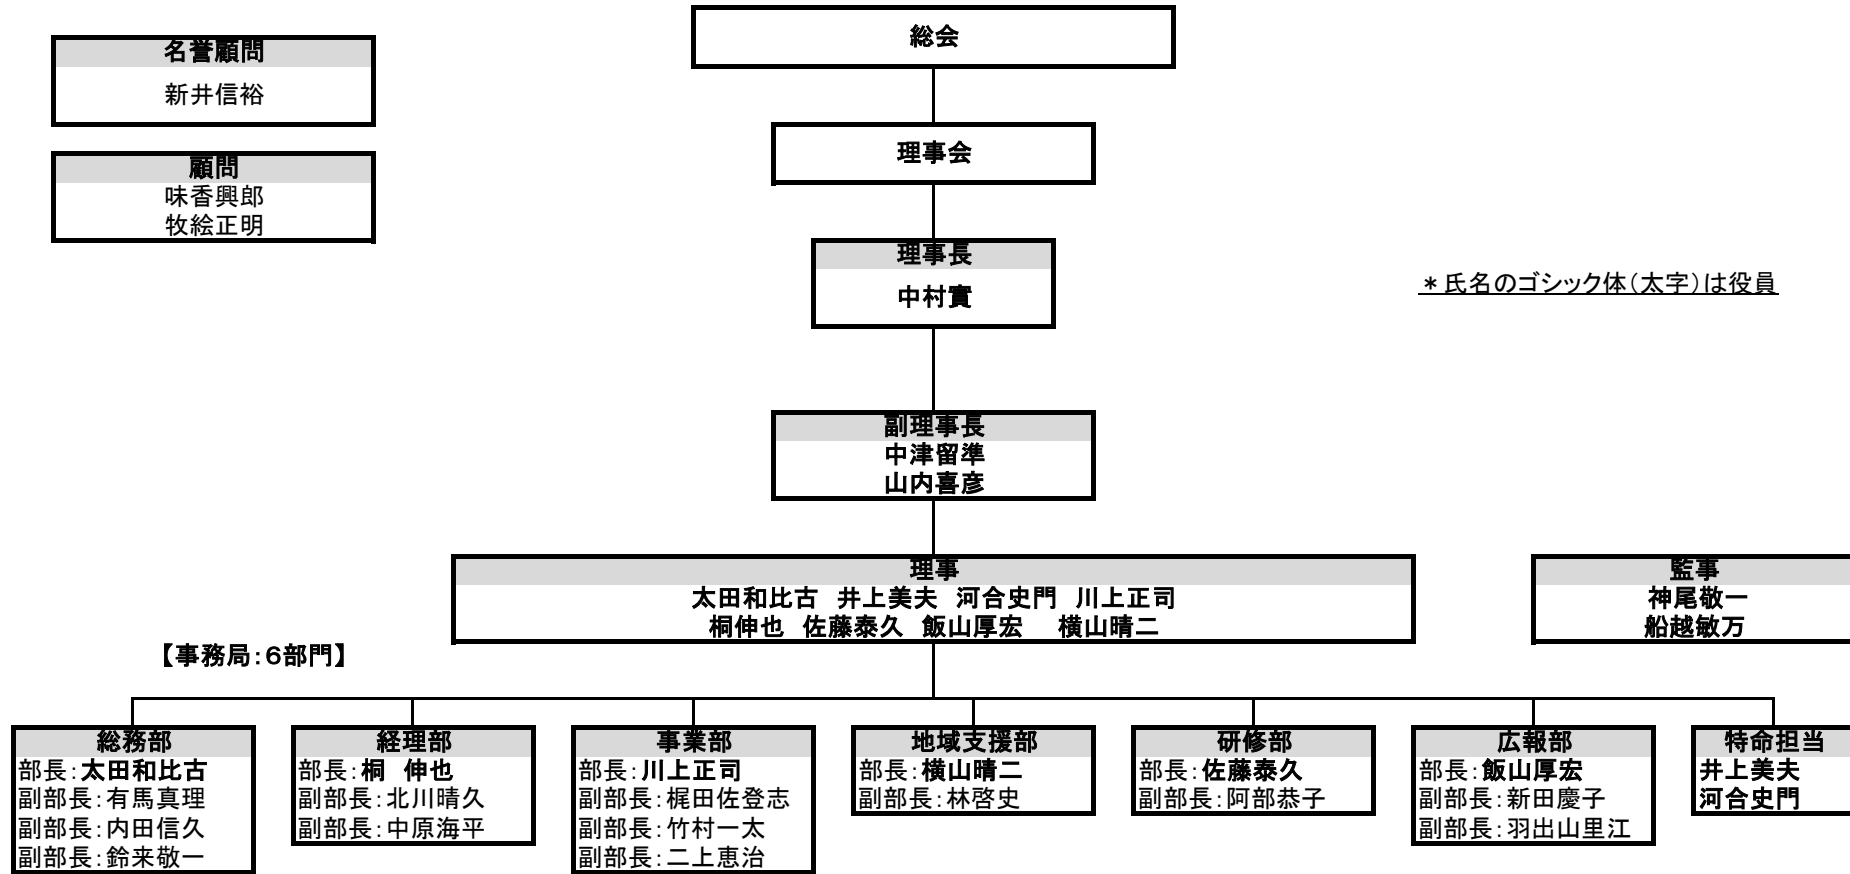 総会
名誉顧問
新井信裕
理事会
顧問
味香興郎
牧絵正明
理事長
中村實
＊氏名のゴシック体（太字）は役員
副理事長
中津留準
山内喜彦
理事
太田和比古　井上美夫　河合史門　川上正司
桐伸也　佐藤泰久　飯山厚宏　横山晴二
監事
神尾敬一
船越敏万
【事務局：６部門】
総務部
部長：太田和比古
副部長：有馬真理
副部長：内田信久
副部長：鈴来敬一
経理部
部長：桐　伸也
副部長：北川晴久
副部長：中原海平
事業部
部長：川上正司
副部長：梶田佐登志
副部長：竹村一太
副部長：二上恵治
地域支援部
部長：横山晴二
副部長：林啓史
研修部
部長：佐藤泰久
副部長：阿部恭子
広報部
部長：飯山厚宏
副部長：新田慶子
副部長：羽出山里江
特命担当
井上美夫
河合史門